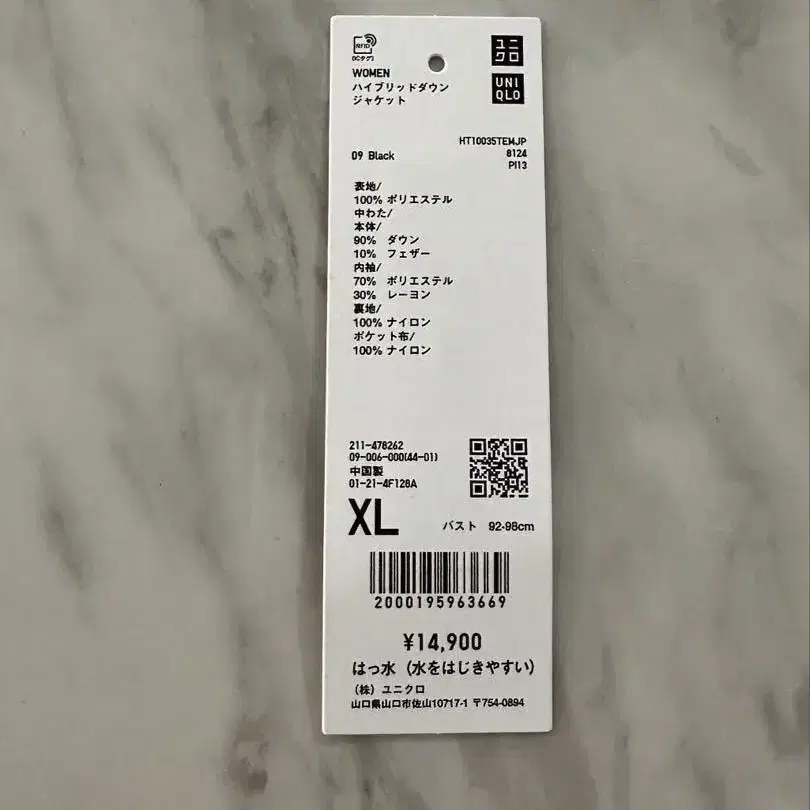 RFID
ICタグ
ユニ
クロ
UNI
QLO
WOMEN
ハイブリッドダウン
ジャケット
HT10035TEMJP
09 Black
8124
PI13
表地/
100% ポリエステル
中わた/
本体/
90% ダウン
10% フェザー
内袖/
70% ポリエステル
30% レーヨン
裏地/
100% ナイロン
ポケット布/
100% ナイロン
211-478262
09-006-000(44-01)
中国製
01-21-4F128A
XL
バスト 92-98cm
2000195963669
¥14,900
はっ水（水をはじきやすい）
（株）ユニクロ
山口県山口市佐山10717-1 〒754-0894